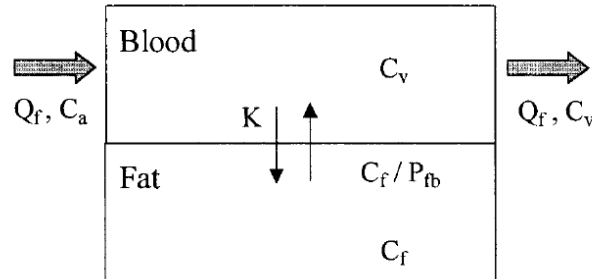 Blood
C_v
Q_f , C_a
Q_f , C_v
K
Fat
C_f / P_fb
C_f